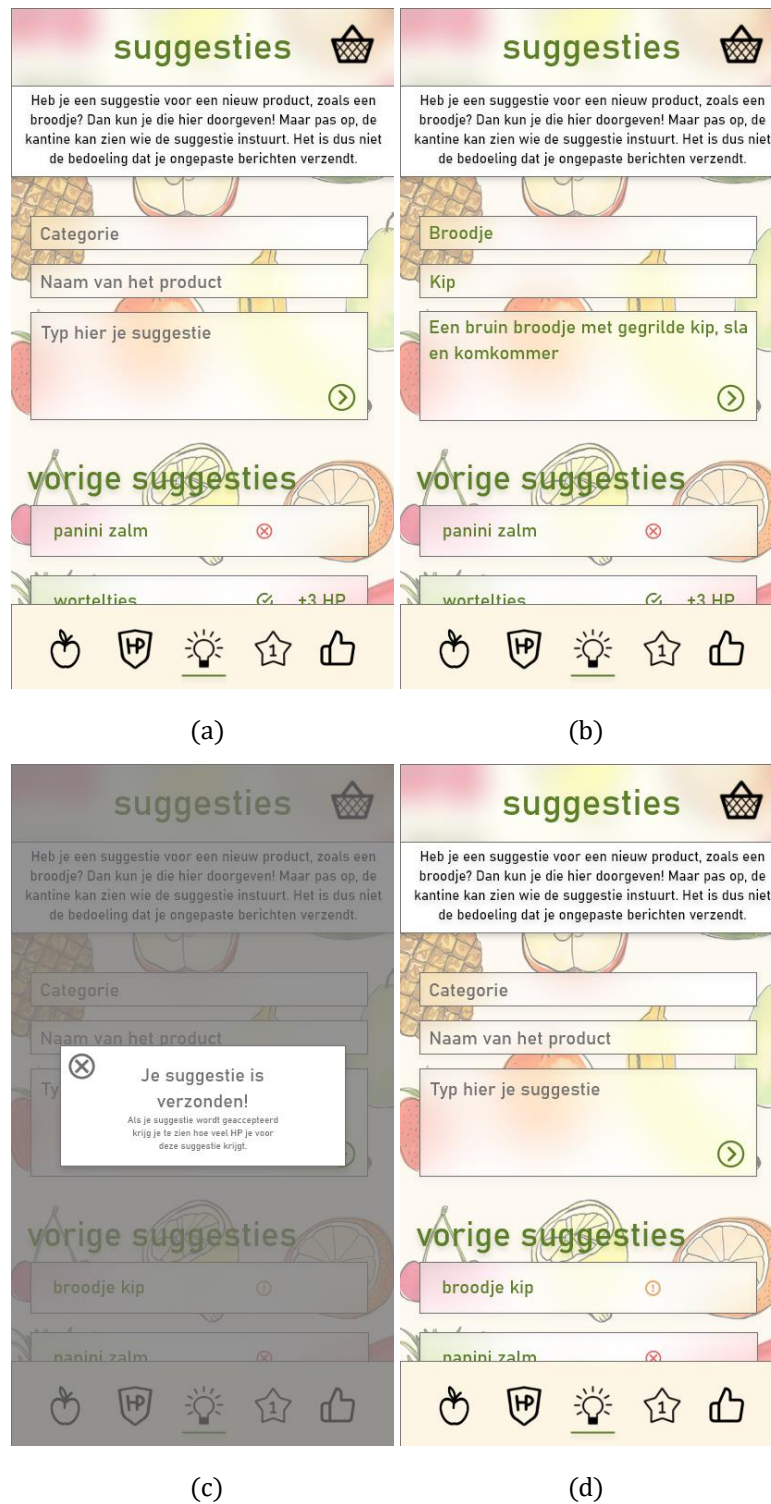 suggesties
Heb je een suggestie voor een nieuw product, zoals een
broodje? Dan kun je die hier doorgeven! Maar pas op, de
kantine kan zien wie de suggestie instuurt. Het is dus niet
de bedoeling dat je ongepaste berichten verzendt.
Categorie
Naam van het product
Typ hier je suggestie
vorige suggesties
panini zalm
worteltjes +3 HP
HP
1
(a)
suggesties
Heb je een suggestie voor een nieuw product, zoals een
broodje? Dan kun je die hier doorgeven! Maar pas op, de
kantine kan zien wie de suggestie instuurt. Het is dus niet
de bedoeling dat je ongepaste berichten verzendt.
Broodje
Kip
Een bruin broodje met gegrilde kip, sla
en komkommer
vorige suggesties
panini zalm
worteltjes +3 HP
HP
1
(b)
suggesties
Heb je een suggestie voor een nieuw product, zoals een
broodje? Dan kun je die hier doorgeven! Maar pas op, de
kantine kan zien wie de suggestie instuurt. Het is dus niet
de bedoeling dat je ongepaste berichten verzendt.
Categorie
Naam van het product
Ty
Je suggestie is
verzonden!
Als je suggestie wordt geaccepteerd
krijg je te zien hoe veel HP je voor
deze suggestie krijgt.
vorige suggesties
broodje kip
panini zalm
HP
1
(c)
suggesties
Heb je een suggestie voor een nieuw product, zoals een
broodje? Dan kun je die hier doorgeven! Maar pas op, de
kantine kan zien wie de suggestie instuurt. Het is dus niet
de bedoeling dat je ongepaste berichten verzendt.
Categorie
Naam van het product
Typ hier je suggestie
vorige suggesties
broodje kip
panini zalm
HP
1
(d)